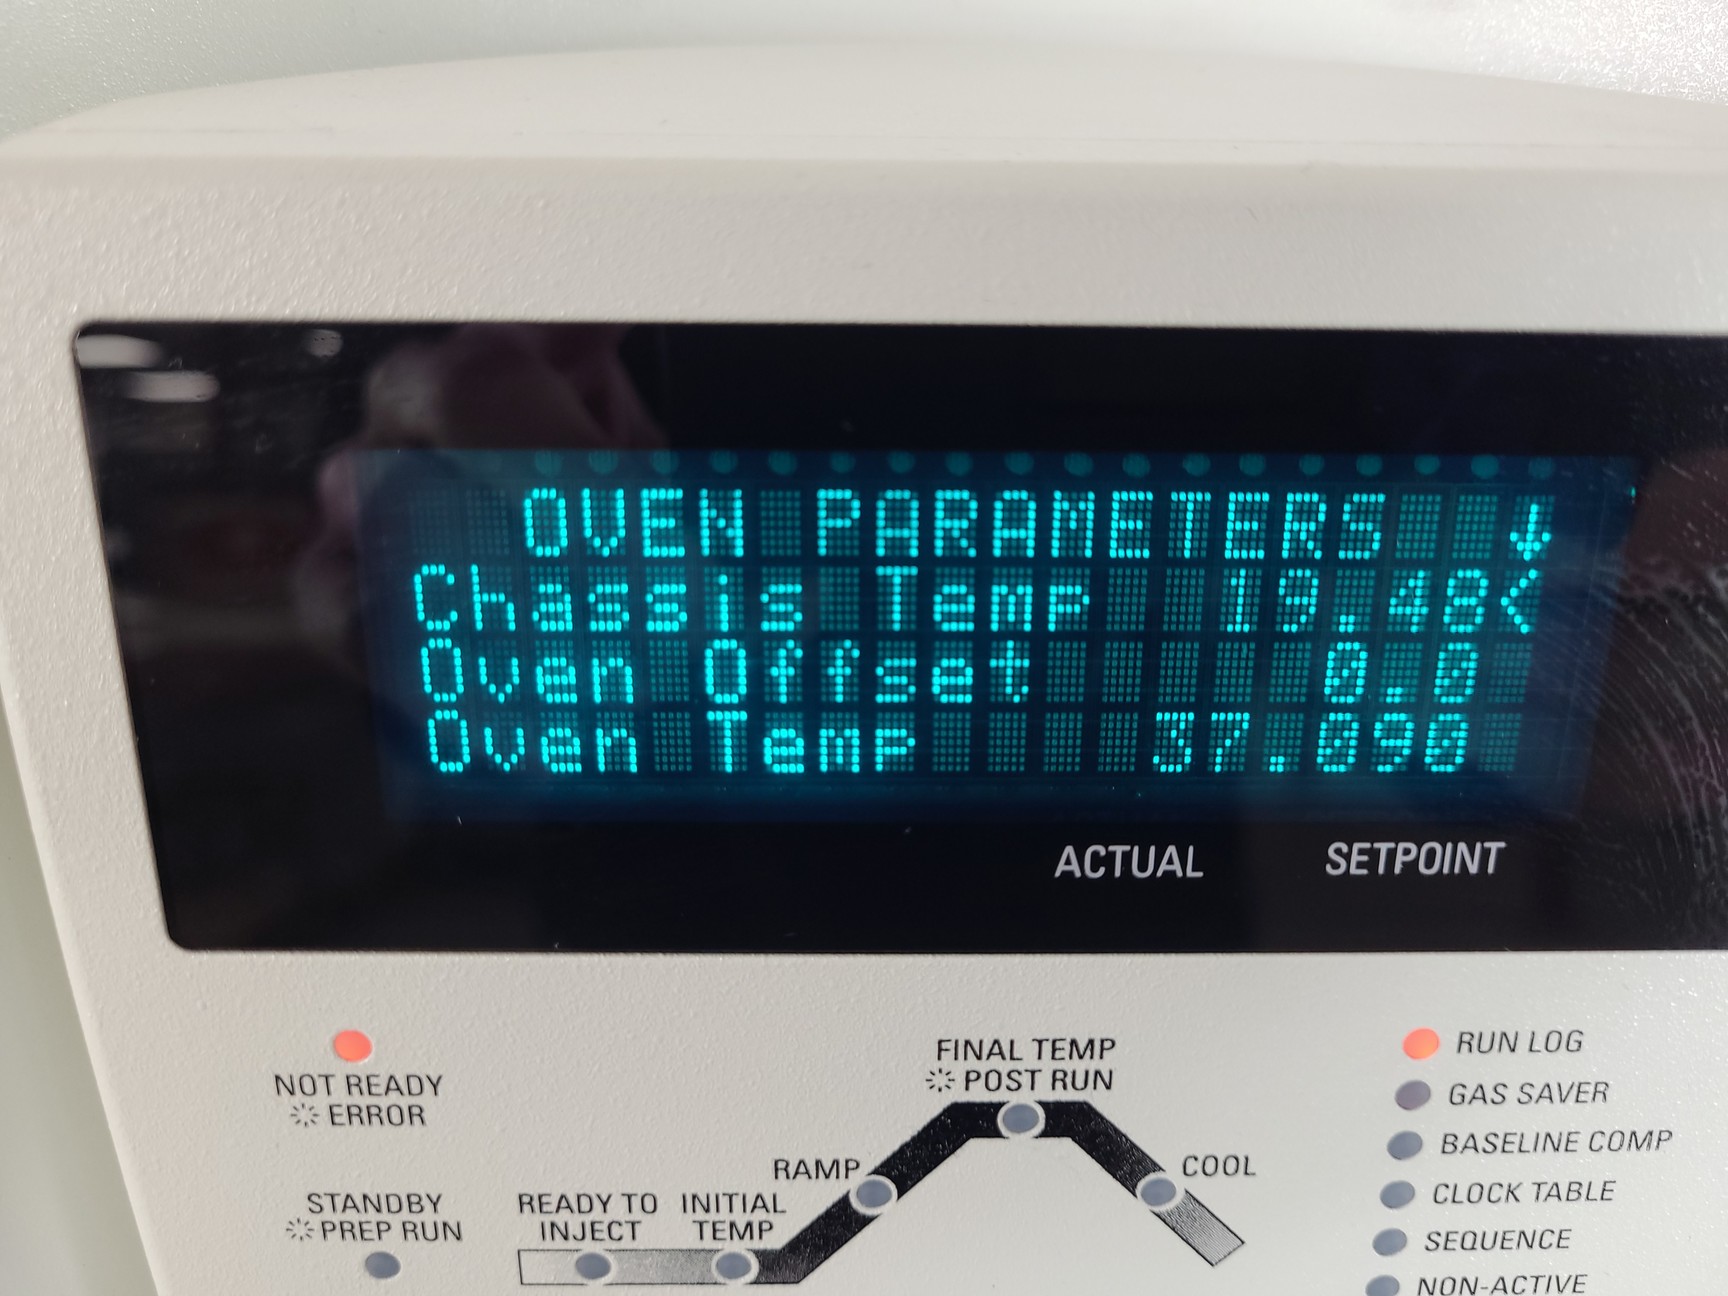 OVEN PARAMETERS ↓
Chassis Temp 19.48<
Oven Offset 0.0
Oven Temp 37.090
ACTUAL SETPOINT
NOT READY
ERROR
STANDBY
PREP RUN
READY TO
INJECT
INITIAL
TEMP
RAMP
FINAL TEMP
POST RUN
COOL
RUN LOG
GAS SAVER
BASELINE COMP
CLOCK TABLE
SEQUENCE
NON-ACTIVE